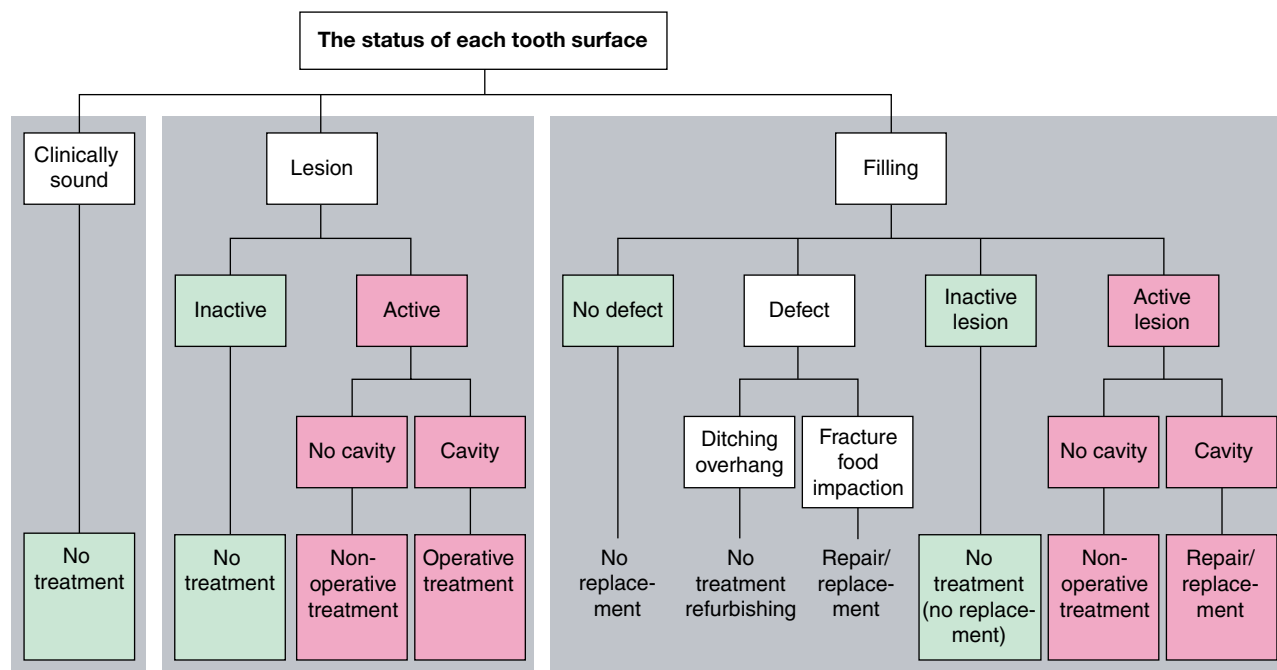 The status of each tooth surface
Clinically
sound
Lesion
Filling
Inactive
Active
No defect
Defect
Inactive
lesion
Active
lesion
No cavity
Cavity
Ditching
overhang
Fracture
food
impaction
No cavity
Cavity
No
treatment
No
treatment
Non-
operative
treatment
Operative
treatment
No
replace-
ment
No
treatment
refurbishing
Repair/
replace-
ment
No
treatment
(no replace-
ment)
Non-
operative
treatment
Repair/
replace-
ment